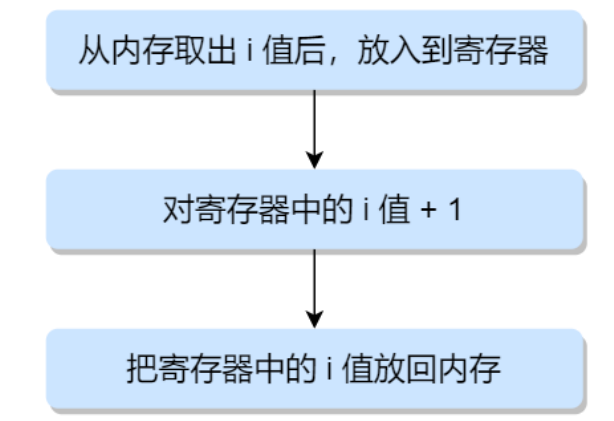 从内存取出 i 值后，放入到寄存器
对寄存器中的 i 值 + 1
把寄存器中的 i 值放回内存